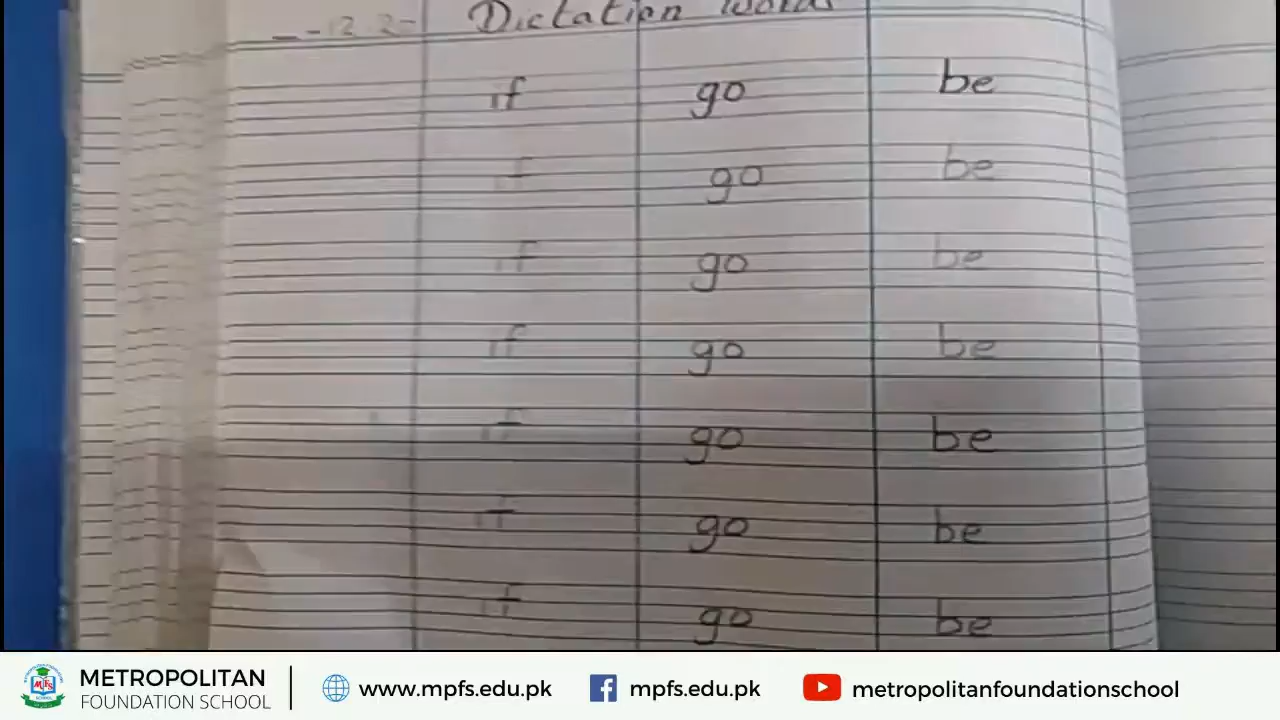 Dictation Words
if go be
if go be
if go be
if go be
if go be
if go be
if go be
METROPOLITAN
FOUNDATION SCHOOL
www.mpfs.edu.pk
mpfs.edu.pk
metropolitanfoundationschool